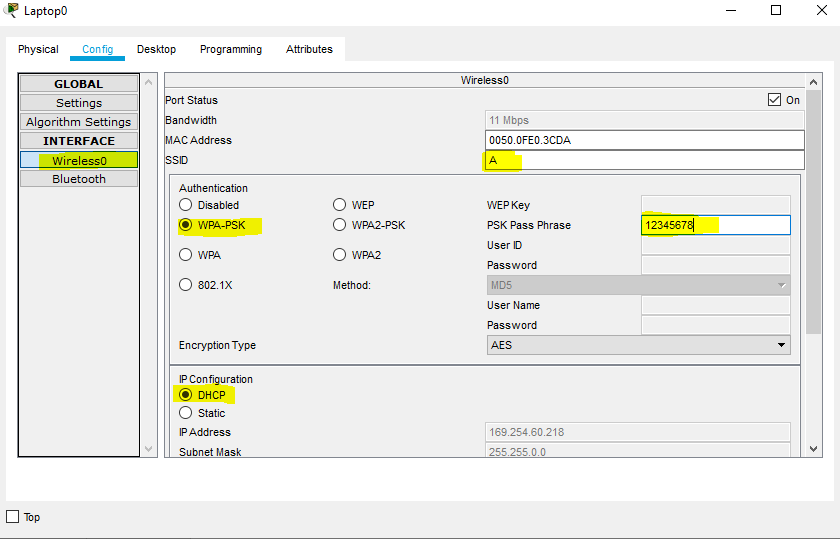 Laptop0
Physical Config Desktop Programming Attributes
GLOBAL
Settings
Algorithm Settings
INTERFACE
Wireless0
Bluetooth
Wireless0
Port Status On
Bandwidth 11 Mbps
MAC Address 0050.0FE0.3CDA
SSID A
Authentication
Disabled WEP WEP Key
WPA-PSK WPA2-PSK PSK Pass Phrase 12345678
User ID
WPA WPA2
Password
802.1X Method: MD5
User Name
Password
Encryption Type AES
IP Configuration
DHCP
Static
IP Address 169.254.60.218
Subnet Mask 255.255.0.0
Top